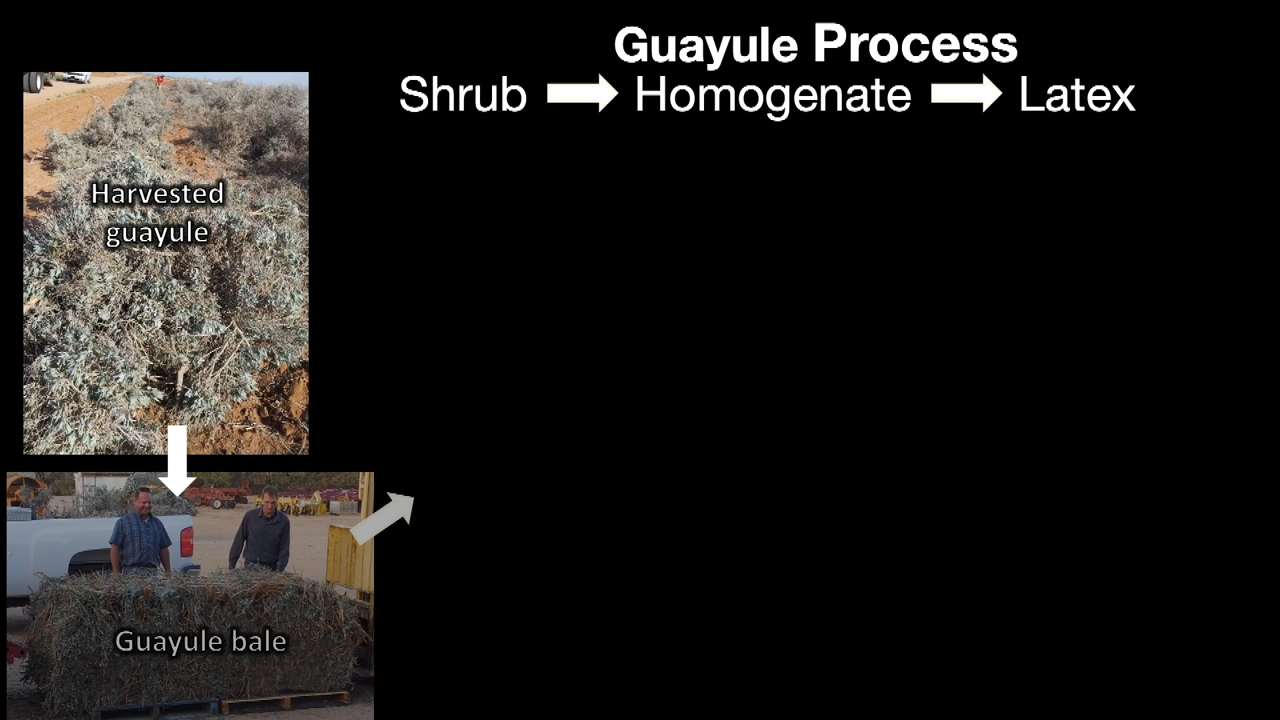 Guayule Process
Shrub Homogenate Latex
Harvested
guayule
Guayule bale